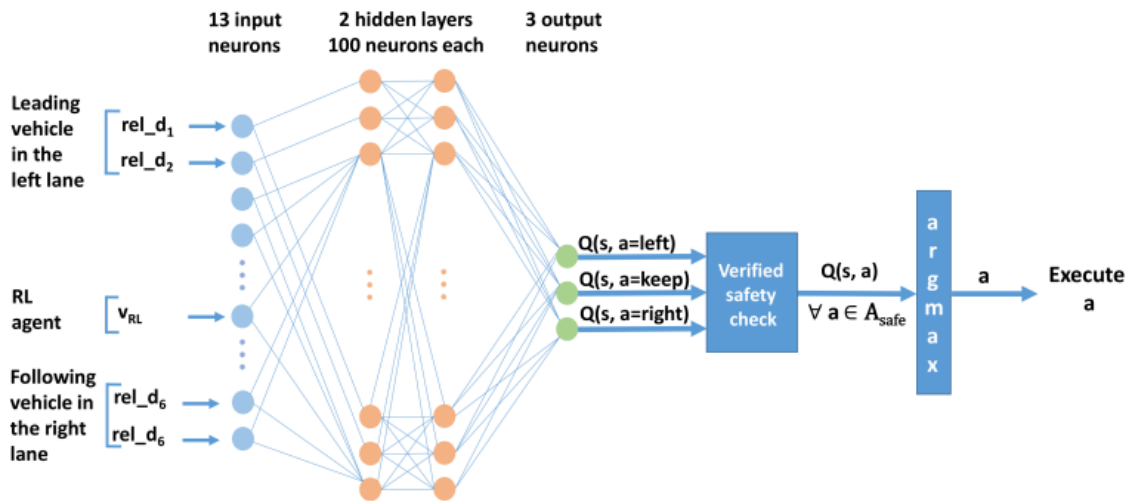 13 input
neurons
2 hidden layers
100 neurons each
3 output
neurons
Leading
vehicle
in the
left lane
rel_d1
rel_d2
RL
agent
vRL
Following
vehicle in
the right
lane
rel_d6
rel_d6
Q(s, a=left)
Q(s, a=keep)
Q(s, a=right)
Verified
safety
check
Q(s, a)
∀ a ∈ Asafe
a
r
g
m
a
x
a
Execute
a